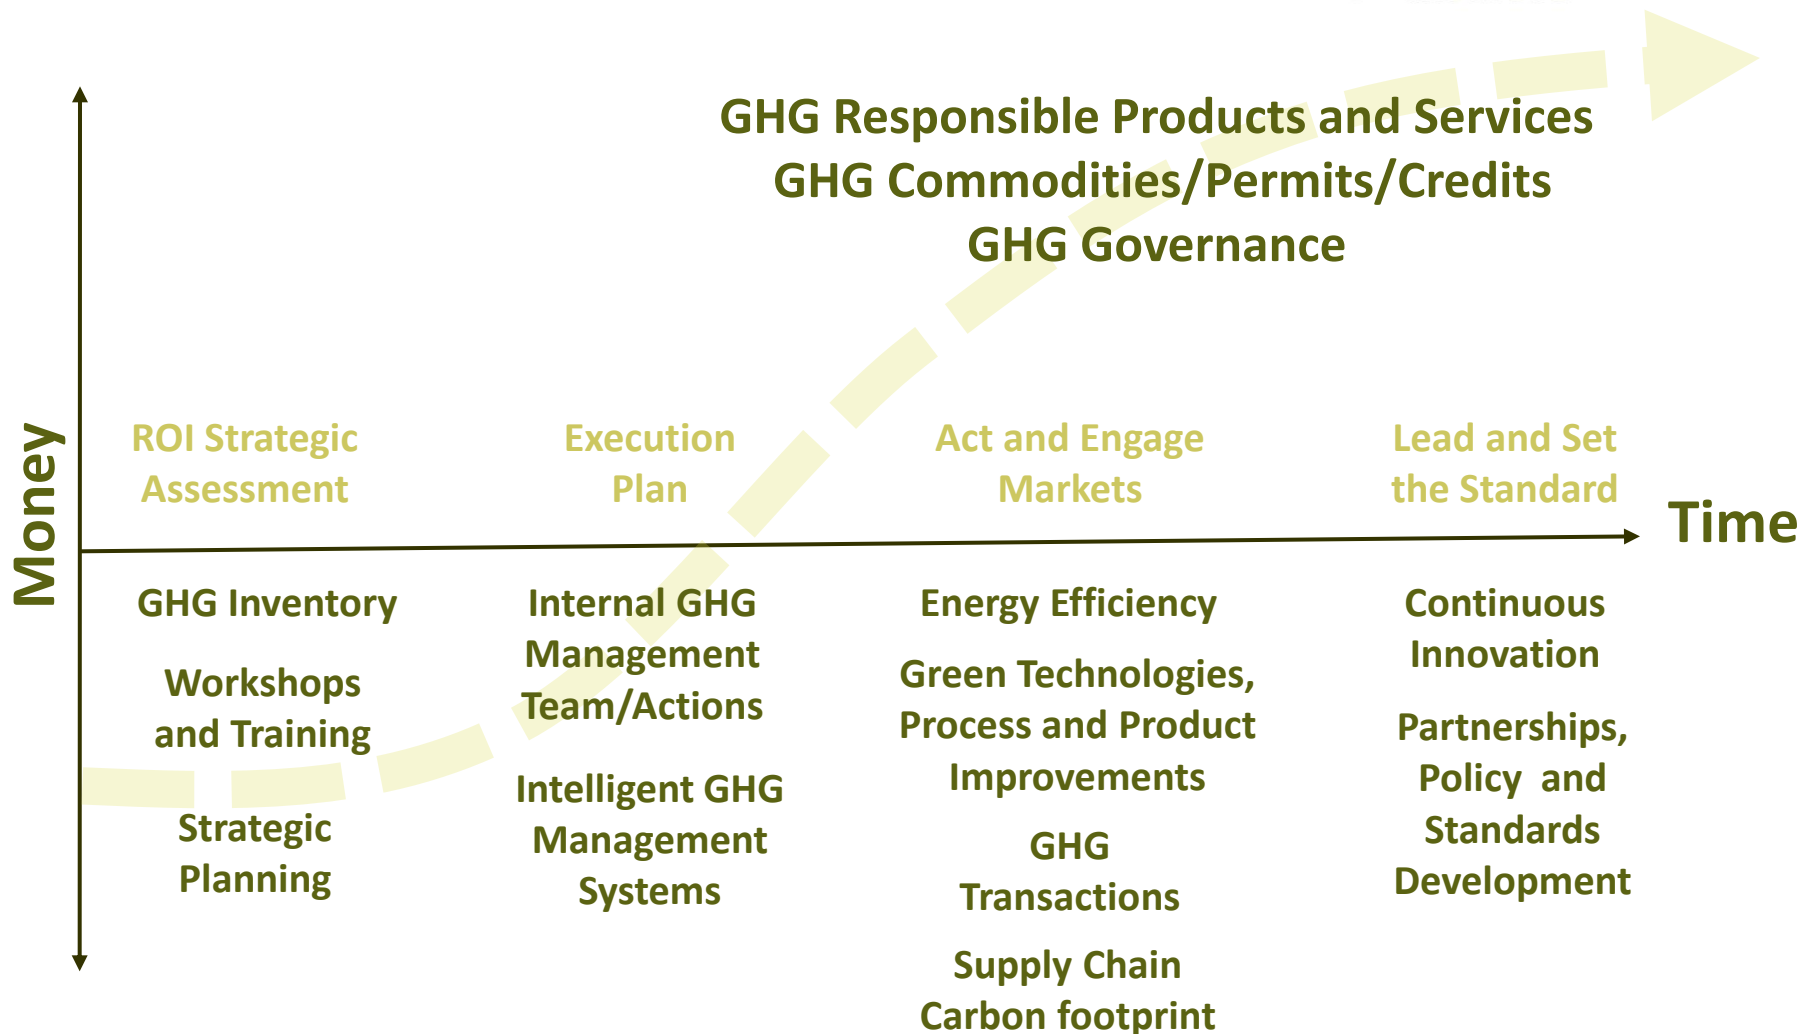 GHG Responsible Products and Services
GHG Commodities/Permits/Credits
GHG Governance
Money
ROI Strategic
Assessment
Execution
Plan
Act and Engage
Markets
Lead and Set
the Standard
Time
GHG Inventory
Workshops
and Training
Strategic
Planning
Internal GHG
Management
Team/Actions
Intelligent GHG
Management
Systems
Energy Efficiency
Green Technologies,
Process and Product
Improvements
GHG
Transactions
Supply Chain
Carbon footprint
Continuous
Innovation
Partnerships,
Policy and
Standards
Development